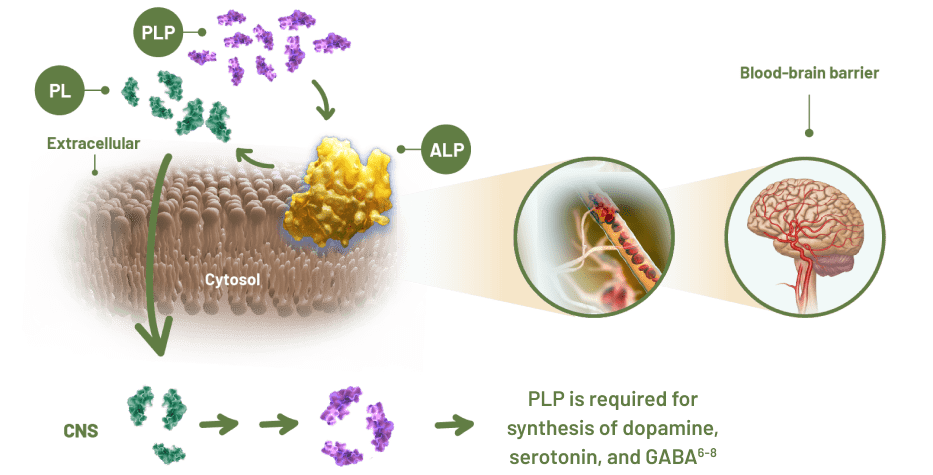 PLP
PL
Blood-brain barrier
Extracellular
ALP
Cytosol
CNS
PLP is required for
synthesis of dopamine,
serotonin, and GABA⁶⁻⁸